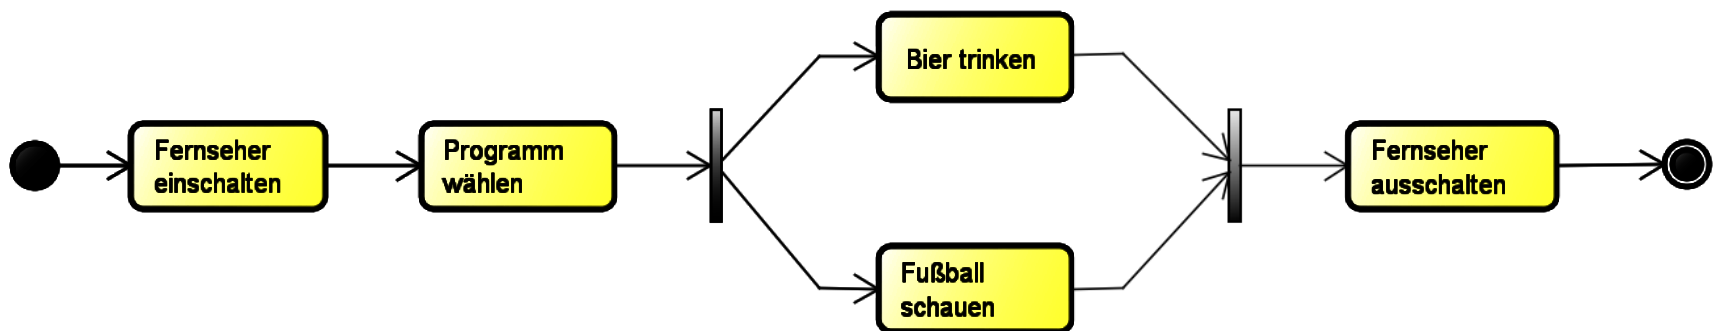 Fernseher
einschalten
Programm
wählen
Bier trinken
Fußball
schauen
Fernseher
ausschalten